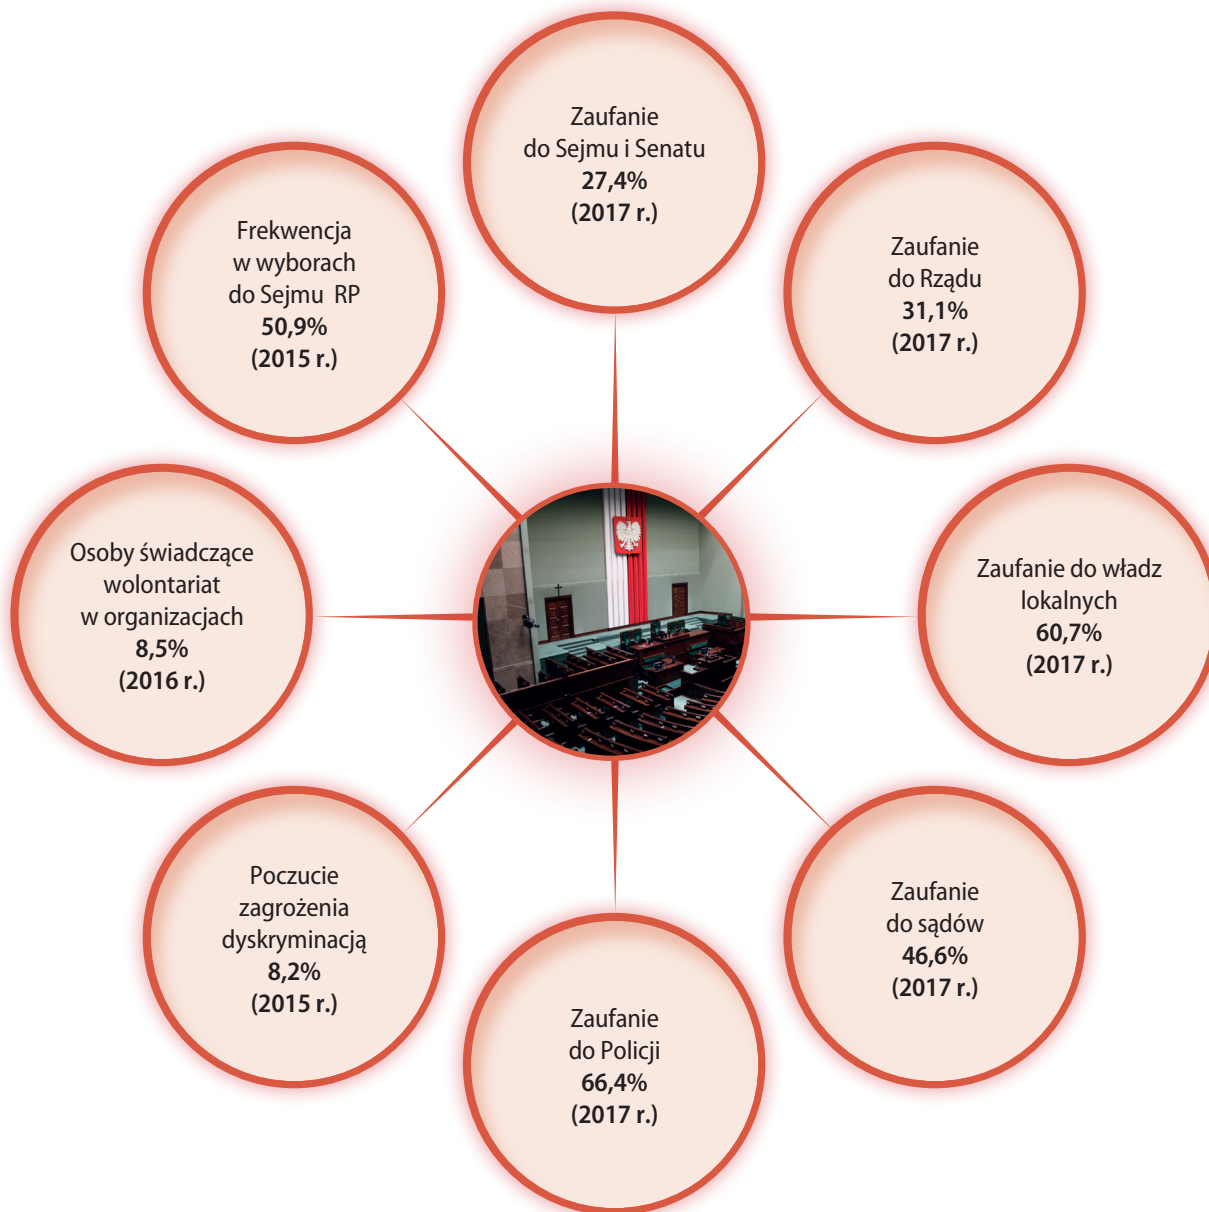 Zaufanie
do Sejmu i Senatu
27,4%
(2017 r.)
Zaufanie
do Rządu
31,1%
(2017 r.)
Zaufanie do władz
lokalnych
60,7%
(2017 r.)
Zaufanie
do sądów
46,6%
(2017 r.)
Zaufanie
do Policji
66,4%
(2017 r.)
Poczucie
zagrożenia
dyskryminacją
8,2%
(2015 r.)
Osoby świadczące
wolontariat
w organizacjach
8,5%
(2016 r.)
Frekwencja
w wyborach
do Sejmu RP
50,9%
(2015 r.)